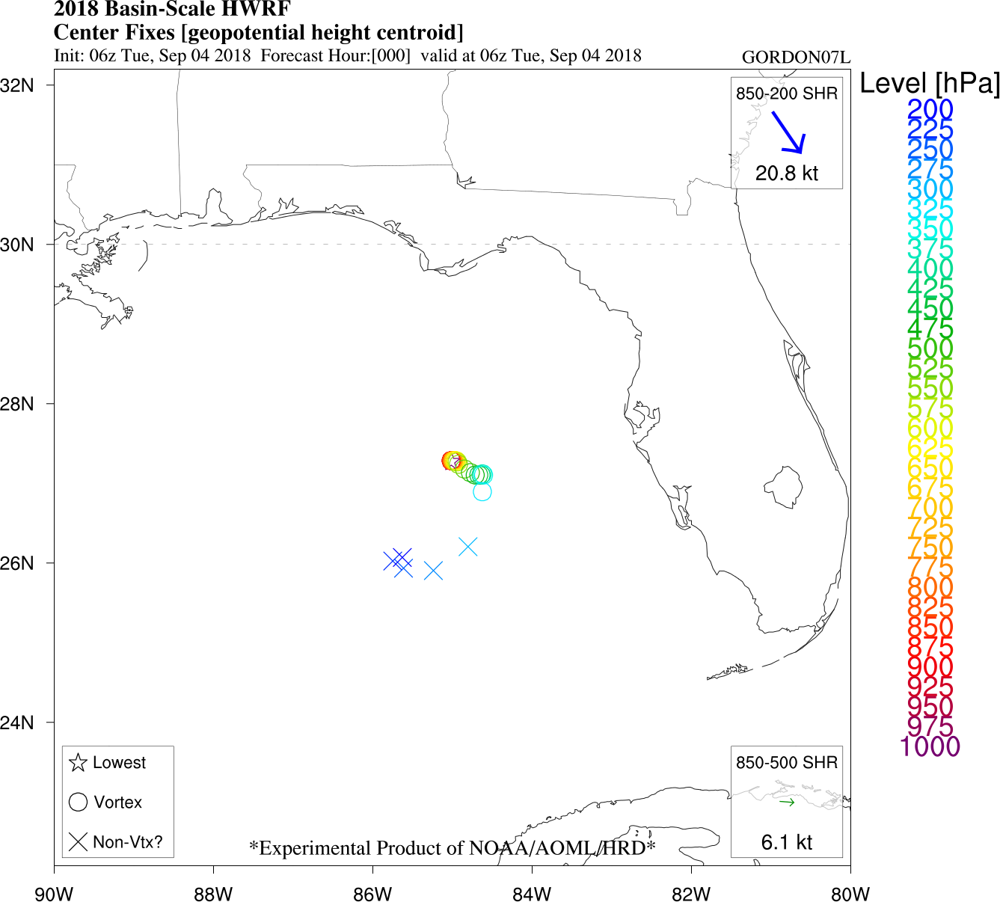 2018 Basin-Scale HWRF
Center Fixes [geopotential height centroid]
Init: 06z Tue, Sep 04 2018  Forecast Hour:[000]  valid at 06z Tue, Sep 04 2018
GORDON07L
Level [hPa]
200
225
250
275
300
325
350
375
400
425
450
475
500
525
550
575
600
625
650
675
700
725
750
775
800
825
850
875
900
925
950
975
1000
850-200 SHR
20.8 kt
32N
30N
28N
26N
24N
Lowest
Vortex
Non-Vtx?
850-500 SHR
6.1 kt
*Experimental Product of NOAA/AOML/HRD*
90W
88W
86W
84W
82W
80W